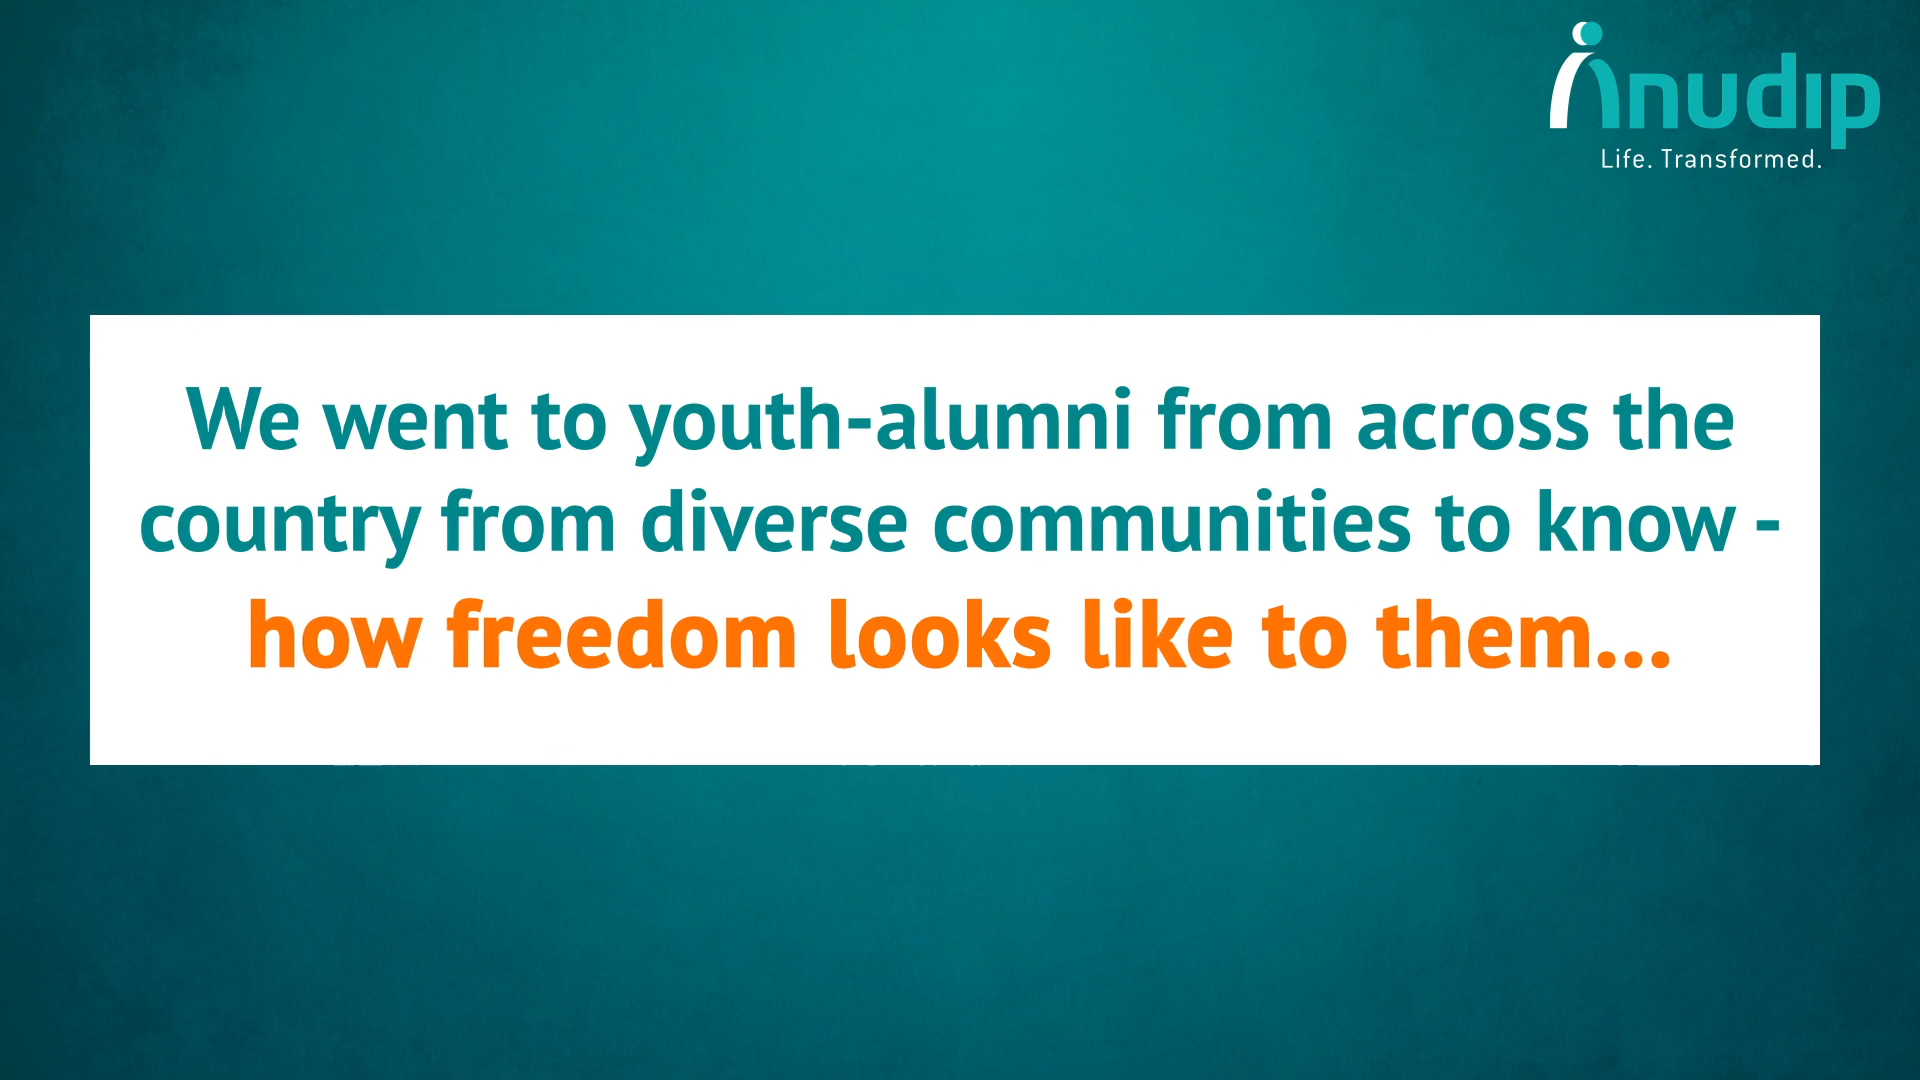 Anudip
Life. Transformed.
We went to youth-alumni from across the
country from diverse communities to know -
how freedom looks like to them...